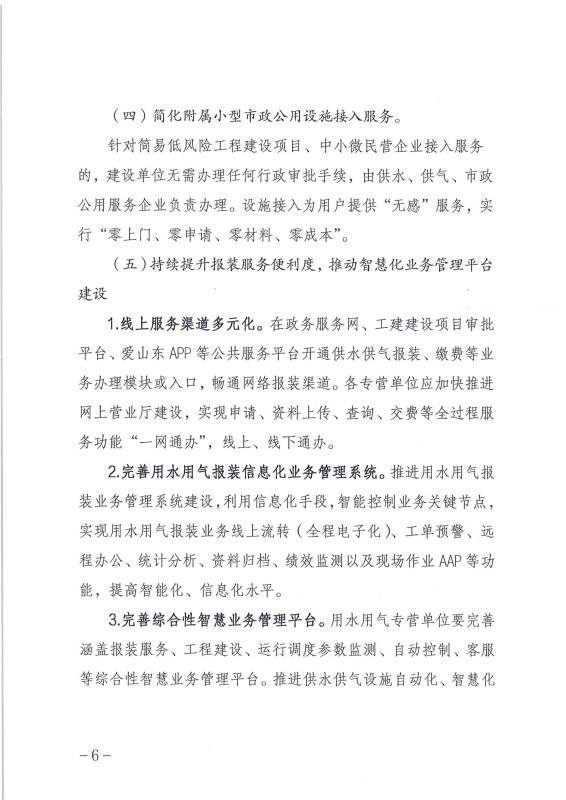 （四）简化附属小型市政公用设施接入服务。
针对简易低风险工程建设项目、中小微民营企业接入服务
的，建设单位无需办理任何行政审批手续，由供水、供气、市政
公用服务企业负责办理。设施接入为用户提供“无感”服务，实
行“零上门、零申请、零材料、零成本”。
（五）持续提升报装服务便利度，推动智慧化业务管理平台
建设
1.线上服务渠道多元化。在政务服务网、工建建设项目审批
平台、爱山东 APP 等公共服务平台开通供水供气报装、缴费等业
务办理模块或入口，畅通网络报装渠道。各专营单位应加快推进
网上营业厅建设，实现申请、资料上传、查询、交费等全过程服
务功能“一网通办”，线上、线下通办。
2.完善用水用气报装信息化业务管理系统。推进用水用气报
装业务管理系统建设，利用信息化手段，智能控制业务关键节点，
实现用水用气报装业务线上流转（全程电子化）、工单预警、远
程办公、统计分析、资料归档、绩效监测以及现场作业 AAP 等功
能，提高智能化、信息化水平。
3.完善综合性智慧业务管理平台。用水用气专营单位要完善
涵盖报装服务、工程建设、运行调度参数监测、自动控制、客服
等综合性智慧业务管理平台。推进供水供气设施自动化、智慧化
-6-